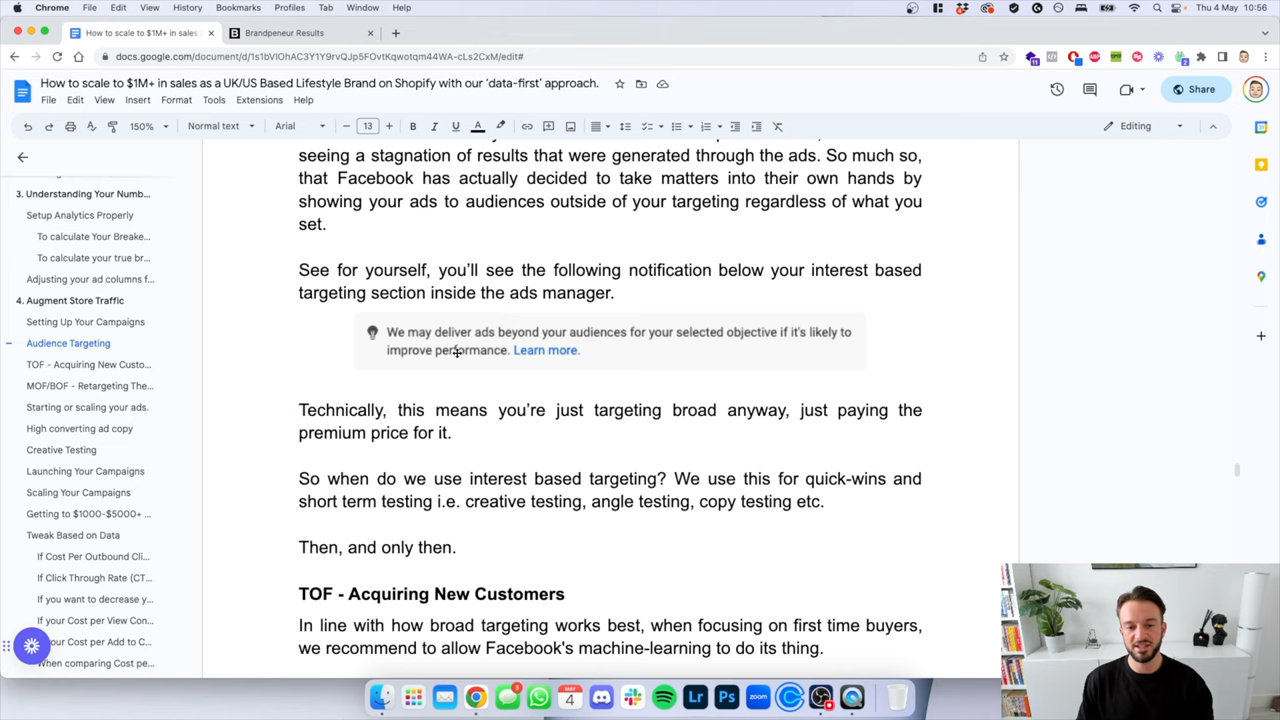 Chrome File Edit View History Bookmarks Profiles Tab Window Help
Thu 4 May 10:56
How to scale to $1M+ in sales
Brandpeneur Results
docs.google.com/document/d/1s1bVIOhAC3Y1Y9rvQJp5FOvtKqwotqm44WA-cLs2CxM/edit#
How to scale to $1M+ in sales as a UK/US Based Lifestyle Brand on Shopify with our 'data-first' approach.
File Edit View Insert Format Tools Extensions Help
Share
150% Normal text Arial 13 Editing
3. Understanding Your Numb...
Setup Analytics Properly
To calculate Your Breake...
To calculate your true br...
Adjusting your ad columns f...
4. Augment Store Traffic
Setting Up Your Campaigns
Audience Targeting
TOF - Acquiring New Custo...
MOF/BOF - Retargeting The...
Starting or scaling your ads.
High converting ad copy
Creative Testing
Launching Your Campaigns
Scaling Your Campaigns
Getting to $1000-$5000+ ...
Tweak Based on Data
If Cost Per Outbound Cli...
If Click Through Rate (CT...
If you want to decrease y...
your Cost per View Con...
your Cost per Add to C...
When comparing Cost pe...
seeing a stagnation of results that were generated through the ads. So much so,
that Facebook has actually decided to take matters into their own hands by
showing your ads to audiences outside of your targeting regardless of what you
set.
See for yourself, you'll see the following notification below your interest based
targeting section inside the ads manager.
We may deliver ads beyond your audiences for your selected objective if it's likely to
improve performance. Learn more.
Technically, this means you're just targeting broad anyway, just paying the
premium price for it.
So when do we use interest based targeting? We use this for quick-wins and
short term testing i.e. creative testing, angle testing, copy testing etc.
Then, and only then.
TOF - Acquiring New Customers
In line with how broad targeting works best, when focusing on first time buyers,
we recommend to allow Facebook's machine-learning to do its thing.
MAY
4
Lr
Ps
zoom